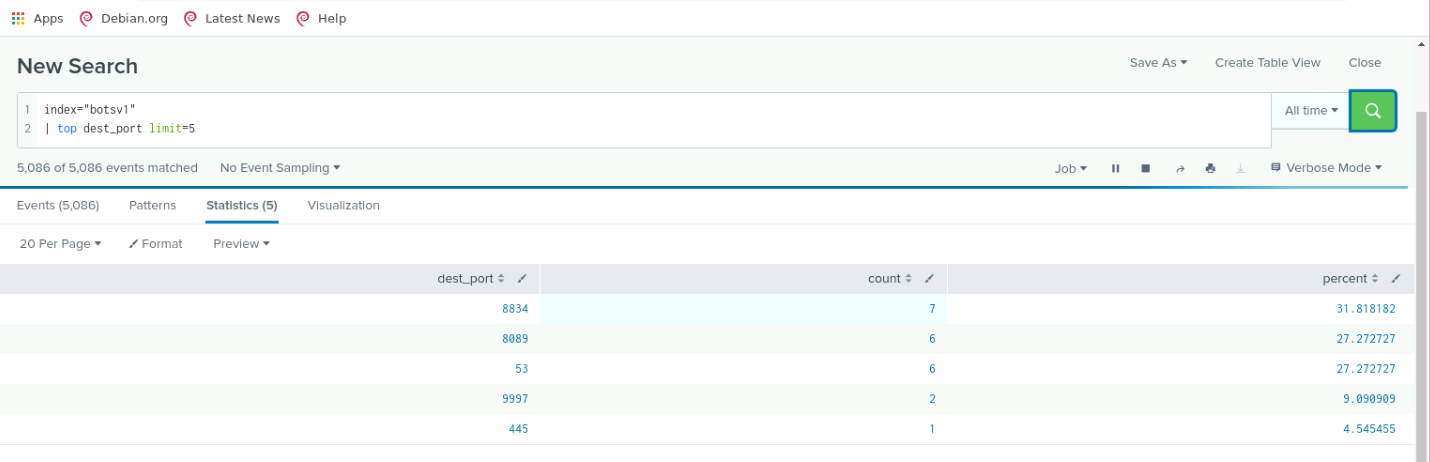 Apps Debian.org Latest News Help
New Search Save As Create Table View Close
1 index="botsv1" All time
2 | top dest_port limit=5
5,086 of 5,086 events matched No Event Sampling Job Verbose Mode
Events (5,086) Patterns Statistics (5) Visualization
20 Per Page Format Preview
dest_port count percent
8834 7 31.818182
8089 6 27.272727
53 6 27.272727
9997 2 9.090909
445 1 4.545455